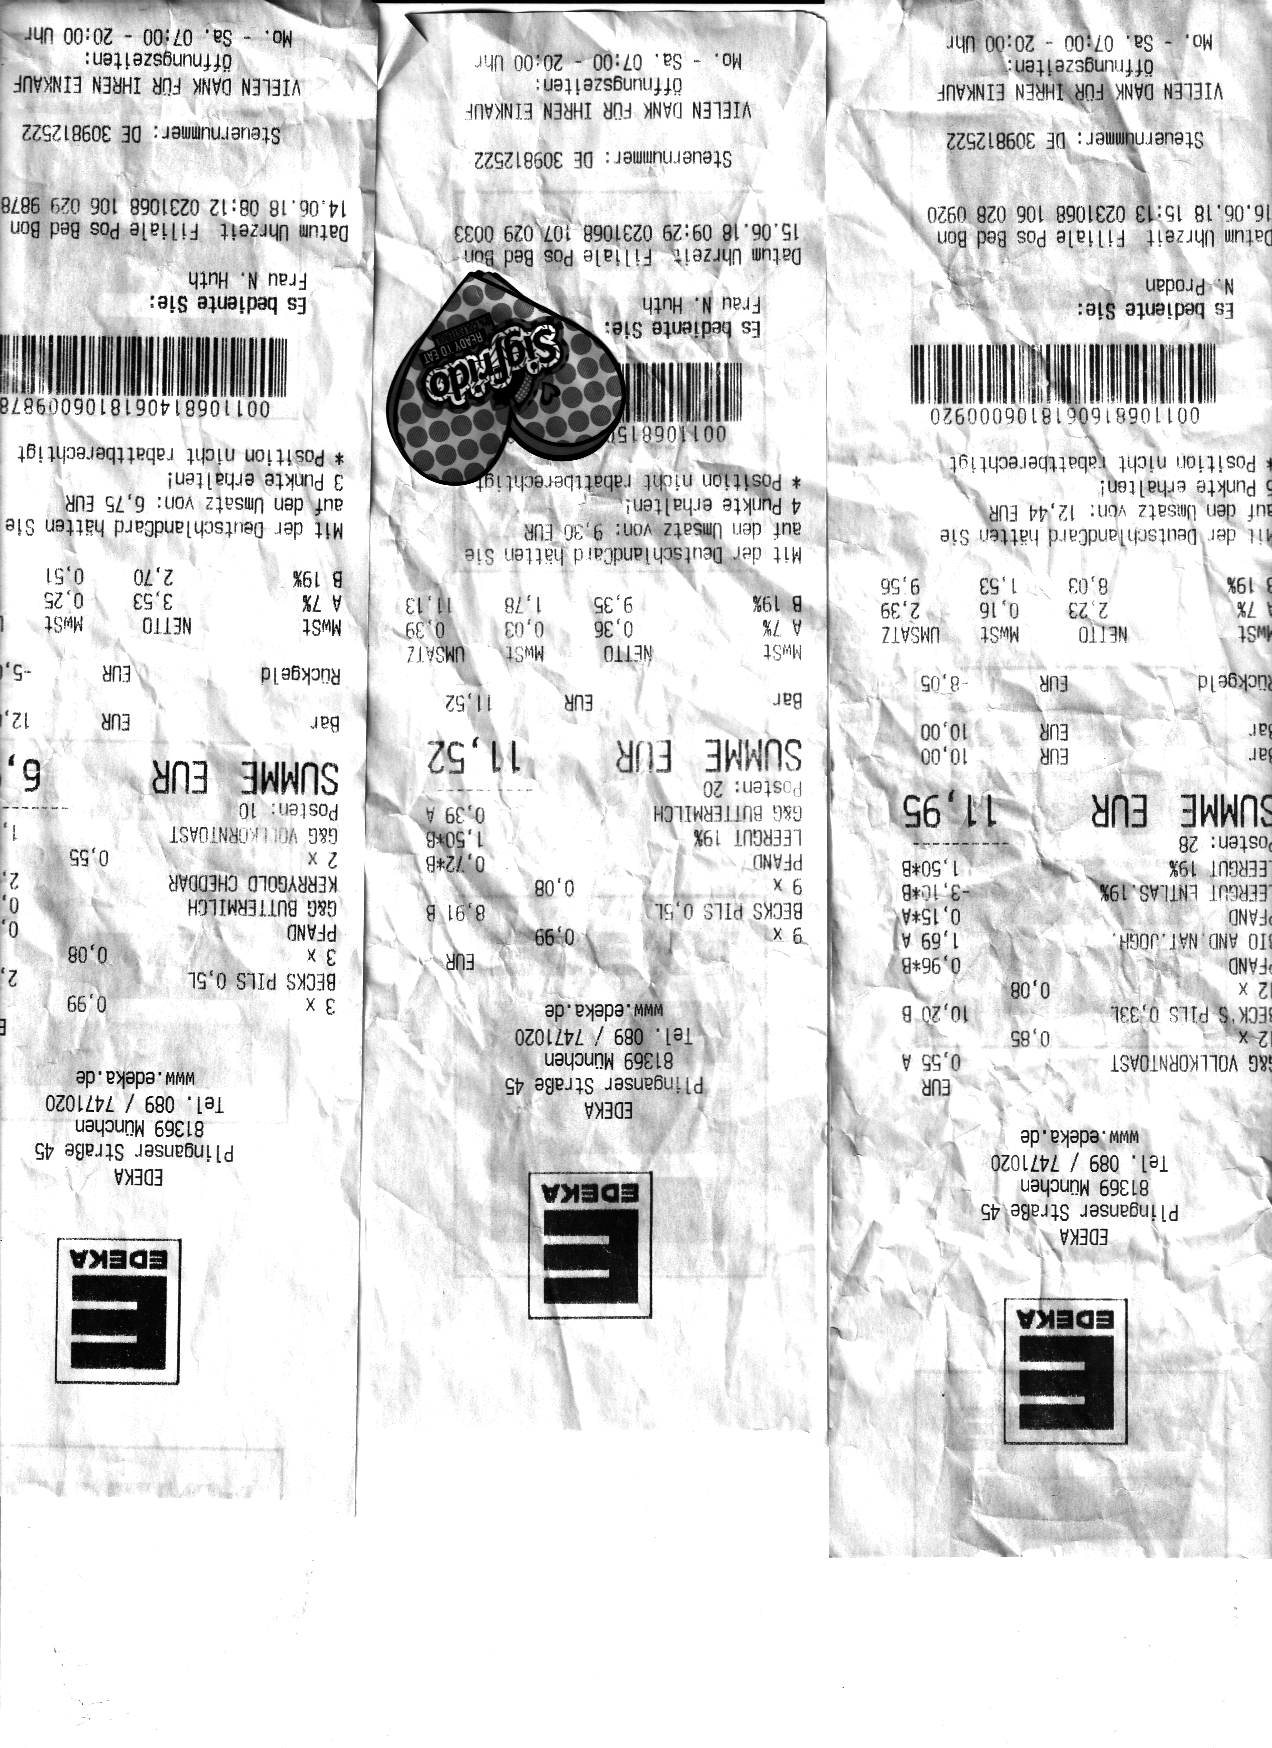 EDEKA
EDEKA
Plinganser Straße 45
81369 München
Tel. 089 / 7471020
www.edeka.de
EUR
G&G VOLLKORNTOAST 0,55 A
12 x 0,85
BECK'S PILS 0,33L 10,20 B
12 x 0,08
PFAND 0,96*B
BIO AND.NAT.JOGH. 1,69 A
PFAND 0,15*A
LEERGUT ENTLAS.19% -3,10*B
LEERGUT 19% 1,50*B
----------
Posten: 28
SUMME EUR 11,95
Bar EUR 10,00
Bar EUR 10,00
Rückgeld EUR -8,05
MwSt NETTO MwSt UMSATZ
A 7% 2,23 0,16 2,39
B 19% 8,03 1,53 9,56
Mit der DeutschlandCard hätten Sie
auf den Umsatz von: 12,44 EUR
5 Punkte erhalten!
* Position nicht rabattberechtigt
0011068160618106000920
Es bediente Sie:
N. Prodan
Datum Uhrzeit Filiale Pos Bed Bon
16.06.18 15:13 0231068 106 028 0920
Steuernummer: DE 309812522
VIELEN DANK FÜR IHREN EINKAUF
Öffnungszeiten:
Mo. - Sa. 07:00 - 20:00 Uhr
EDEKA
EDEKA
Plinganser Straße 45
81369 München
Tel. 089 / 7471020
www.edeka.de
EUR
9 x 0,99
BECKS PILS 0,5L 8,91 B
9 x 0,08
PFAND 0,72*B
LEERGUT 19% 1,50*B
G&G BUTTERMILCH 0,39 A
----------
Posten: 20
SUMME EUR 11,52
Bar EUR 11,52
MwSt NETTO MwSt UMSATZ
A 7% 0,36 0,03 0,39
B 19% 9,35 1,78 11,13
Mit der DeutschlandCard hätten Sie
auf den Umsatz von: 9,30 EUR
4 Punkte erhalten!
* Position nicht rabattberechtigt
00110681
Es bediente Sie:
Frau N. Huth
Sigfrido
READY TO EAT
Datum Uhrzeit Filiale Pos Bed Bon
15.06.18 09:29 0231068 107 029 0033
Steuernummer: DE 309812522
VIELEN DANK FÜR IHREN EINKAUF
Öffnungszeiten:
Mo. - Sa. 07:00 - 20:00 Uhr
EDEKA
EDEKA
Plinganser Straße 45
81369 München
Tel. 089 / 7471020
www.edeka.de
3 x 0,99
BECKS PILS 0,5L 2,
3 x 0,08
PFAND 0,
G&G BUTTERMILCH 0,
KERRYGOLD CHEDDAR 2,
2 x 0,55
G&G VOLLKORNTOAST 1,
--------
Posten: 10
SUMME EUR 6,
Bar EUR 12,
Rückgeld EUR -5,
MwSt NETTO MwSt
A 7% 3,53 0,25
B 19% 2,70 0,51
Mit der DeutschlandCard hätten Sie
auf den Umsatz von: 6,75 EUR
3 Punkte erhalten!
* Position nicht rabattberechtigt
0011068140618106009878
Es bediente Sie:
Frau N. Huth
Datum Uhrzeit Filiale Pos Bed Bon
14.06.18 08:12 0231068 106 029 9878
Steuernummer: DE 309812522
VIELEN DANK FÜR IHREN EINKAUF
Öffnungszeiten:
Mo. - Sa. 07:00 - 20:00 Uhr